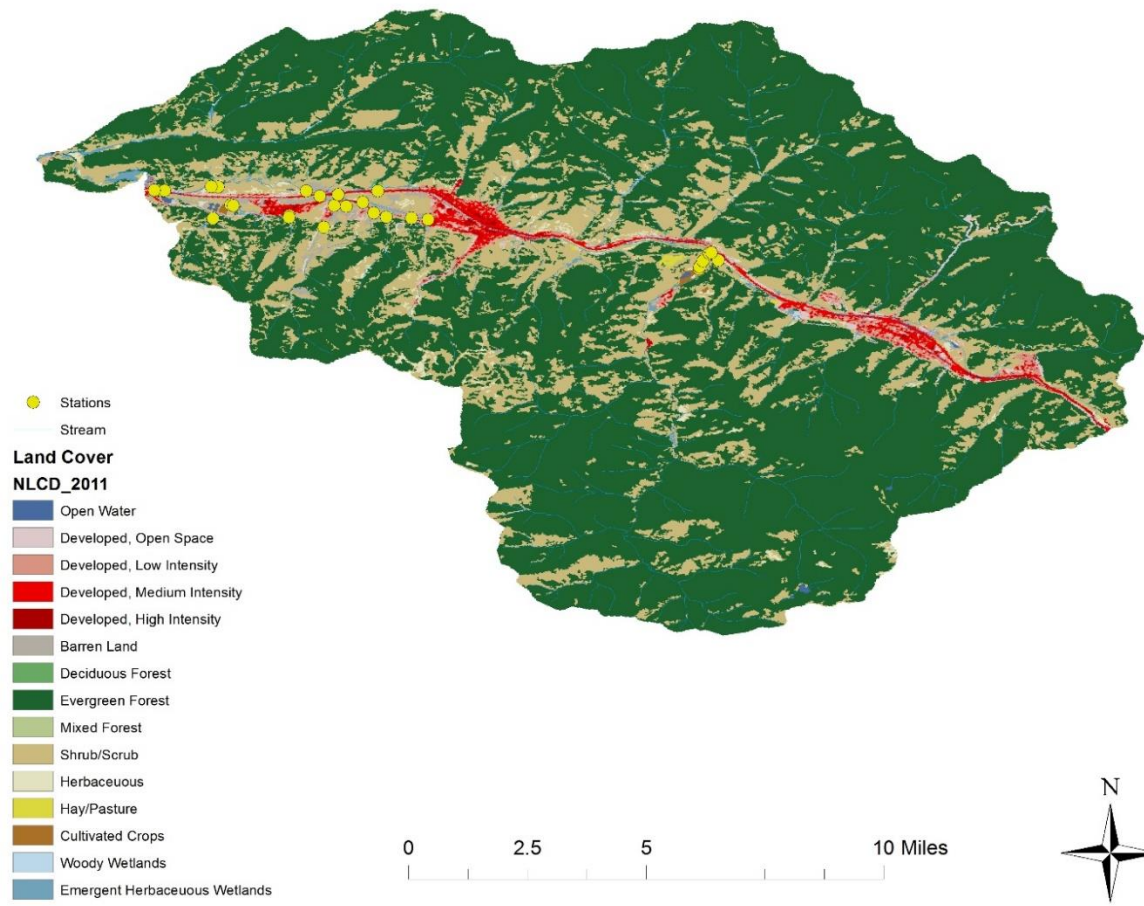 Stations
Stream
Land Cover
NLCD_2011
Open Water
Developed, Open Space
Developed, Low Intensity
Developed, Medium Intensity
Developed, High Intensity
Barren Land
Deciduous Forest
Evergreen Forest
Mixed Forest
Shrub/Scrub
Herbaceuous
Hay/Pasture
Cultivated Crops
Woody Wetlands
Emergent Herbaceuous Wetlands
0 2.5 5 10 Miles
N